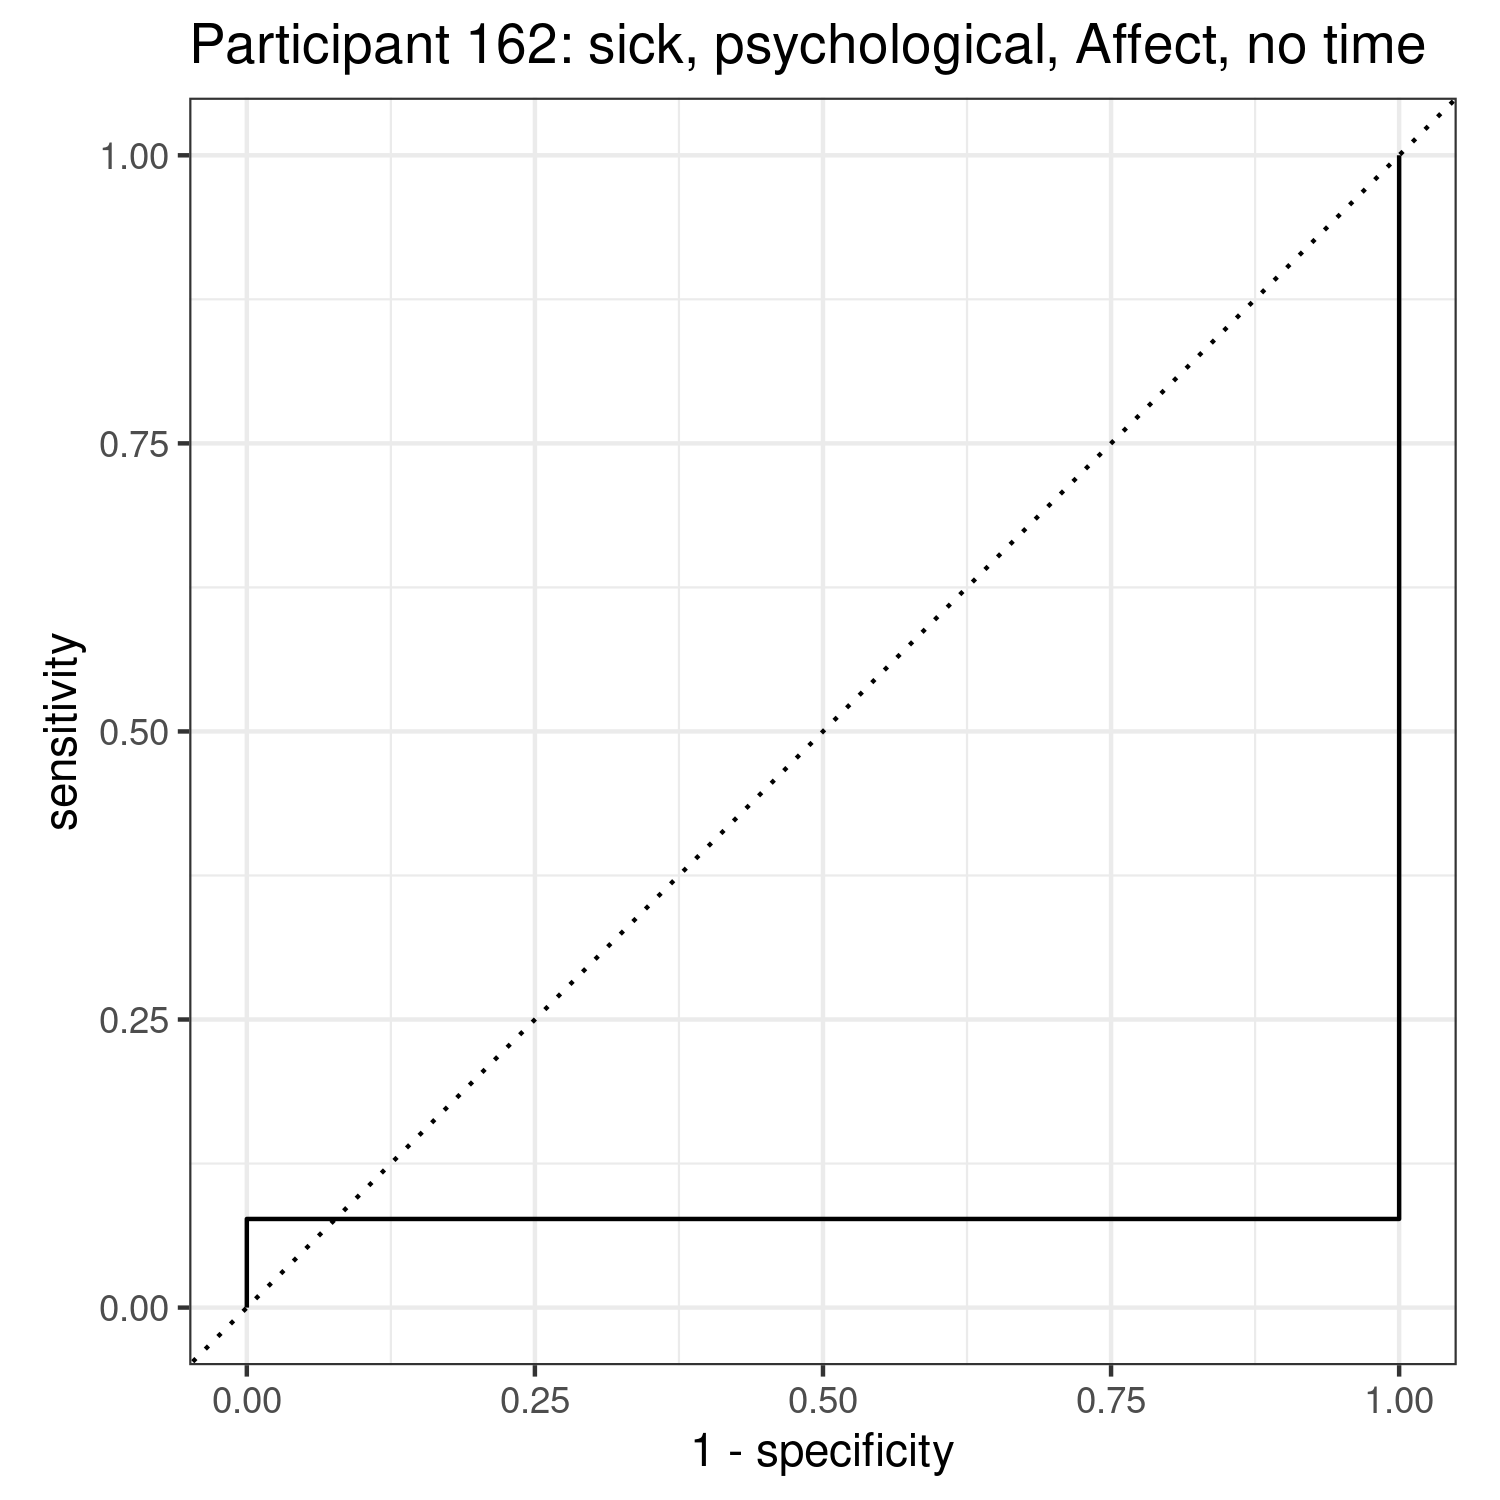 Participant 162: sick, psychological, Affect, no time
1.00
0.75
0.50
0.25
0.00
sensitivity
0.00 0.25 0.50 0.75 1.00
1 - specificity